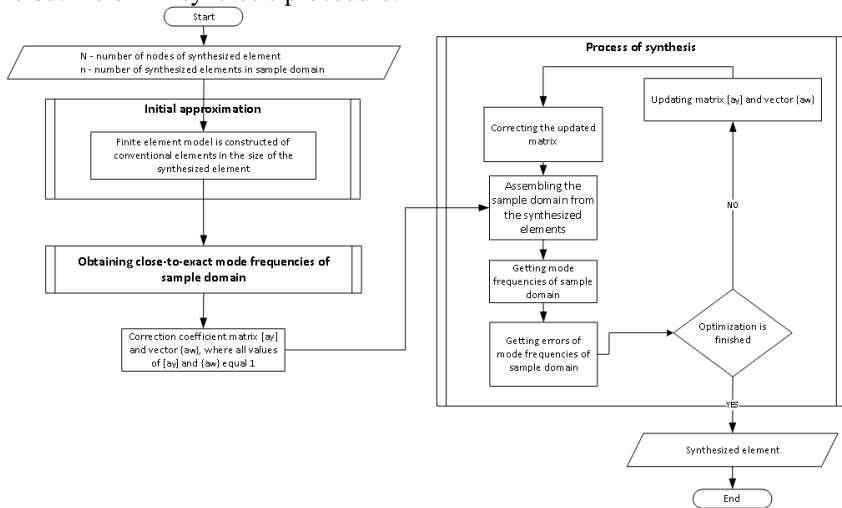 synthesis procedure.
Start
N - number of nodes of synthesized element
n - number of synthesized elements in sample domain
Initial approximation
Finite element model is constructed of
conventional elements in the size of the
synthesized element
Obtaining close-to-exact mode frequencies of
sample domain
Correction coefficient matrix [ay]
and vector {aw}, where all values
of [ay] and {aw} equal 1
Process of synthesis
Updating matrix [ay] and vector {aw}
Correcting the updated
matrix
Assembling the
sample domain from
the synthesized
elements
NO
Getting mode
frequencies of sample
domain
Getting errors of
mode frequencies of
sample domain
Optimization is
finished
YES
Synthesized element
End